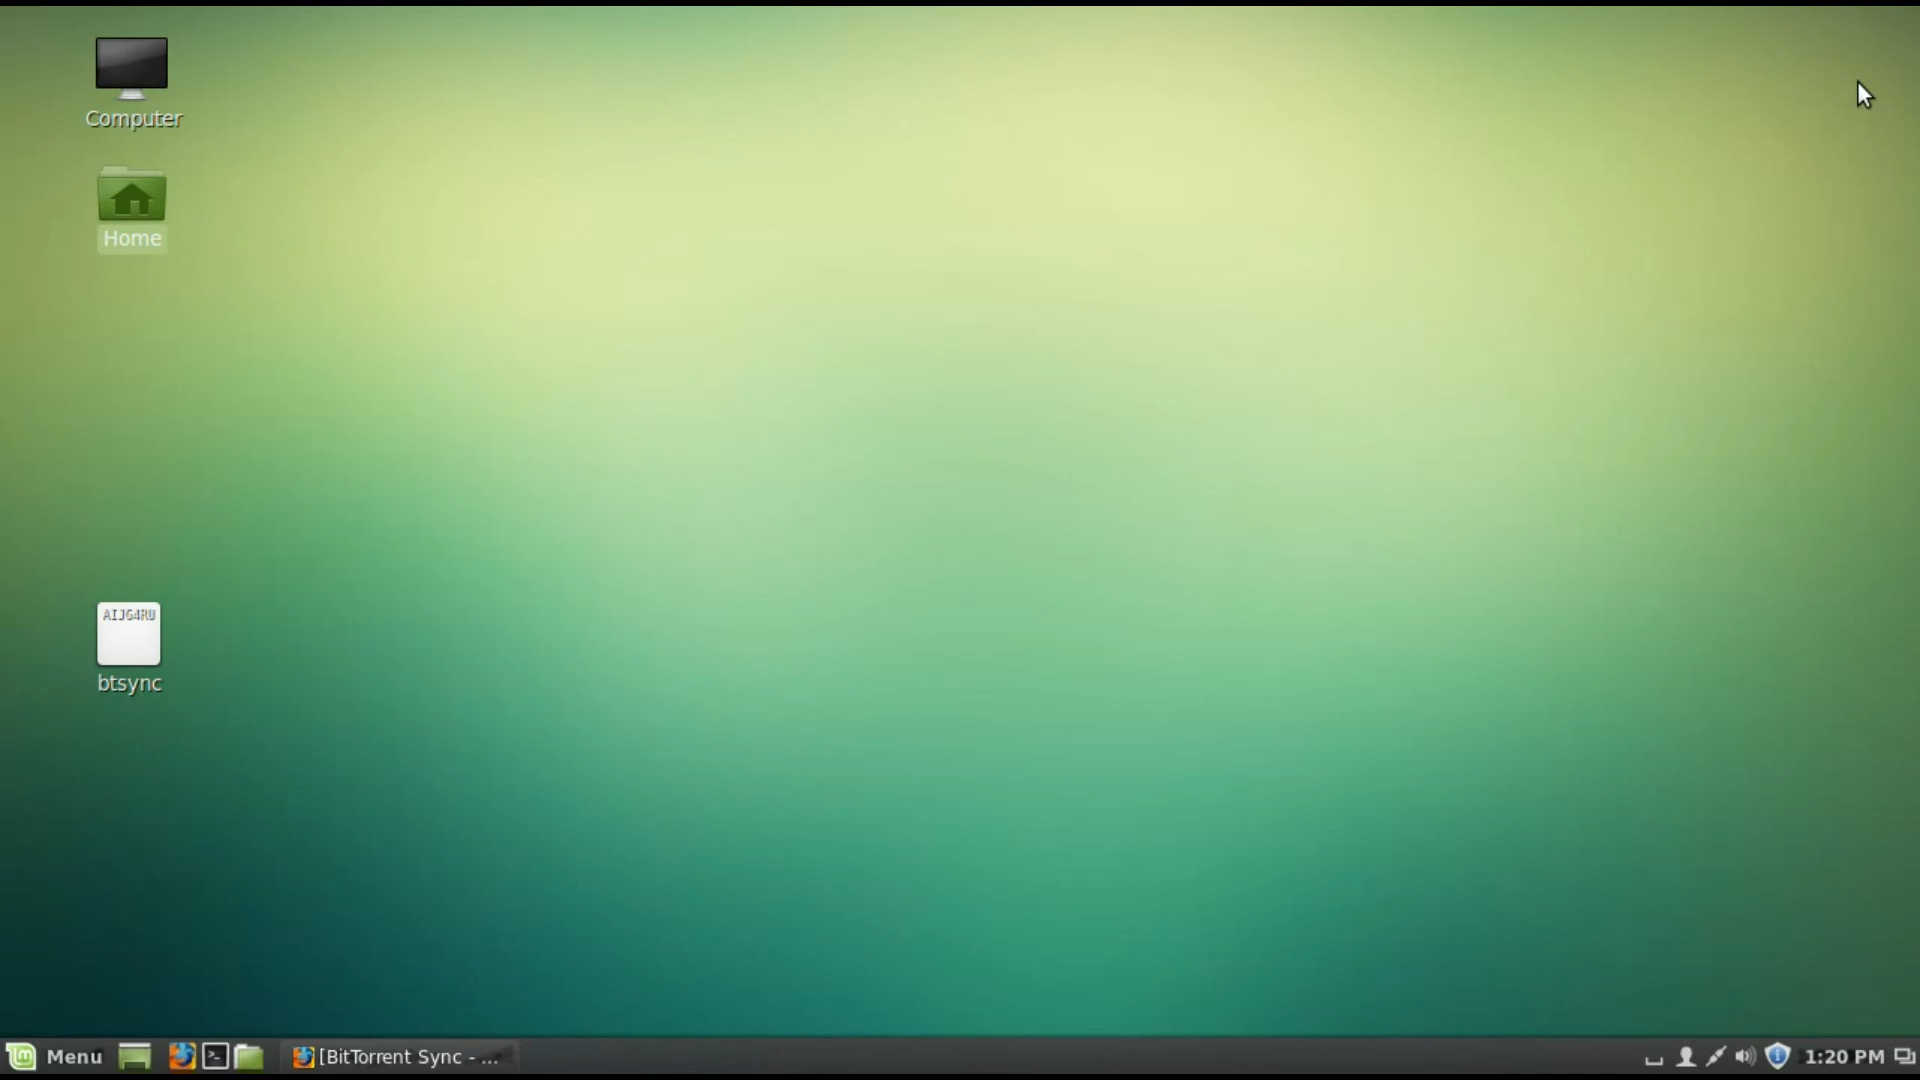 Computer
Home
AIJG4RU
btsync
Menu
[BitTorrent Sync - ...
1:20 PM